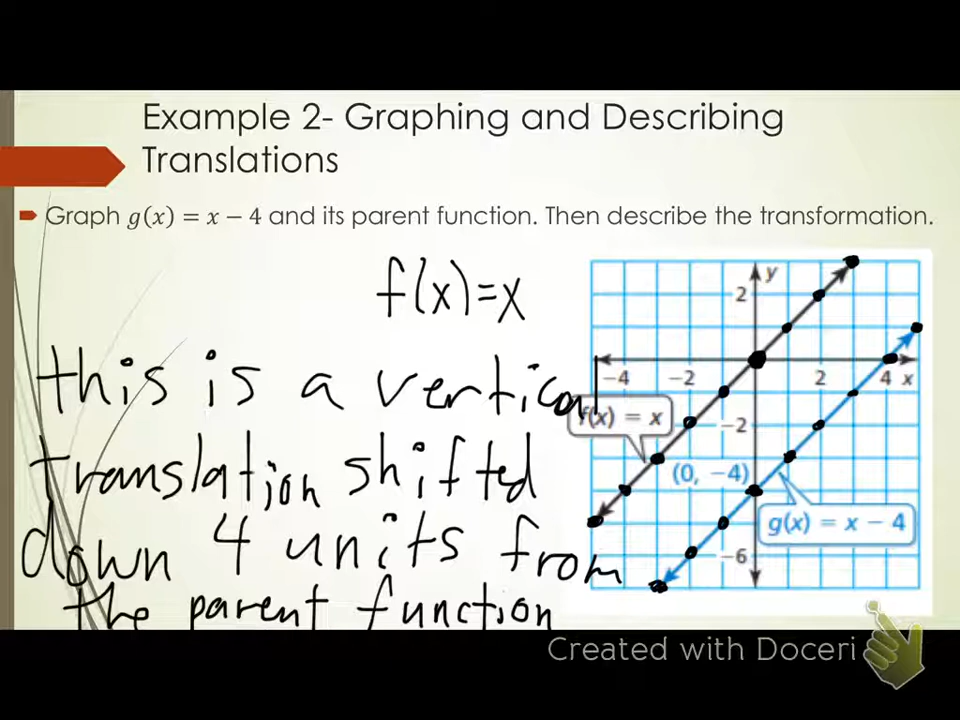 Example 2- Graphing and Describing
Translations
Graph g(x) = x − 4 and its parent function. Then describe the transformation.
f(x)=x
this is a vertical
translation shifted
down 4 units from
the parent function
y
2
−4
−2
2
4
x
f(x) = x
−2
(0, −4)
g(x) = x − 4
−6
Created with Doceri